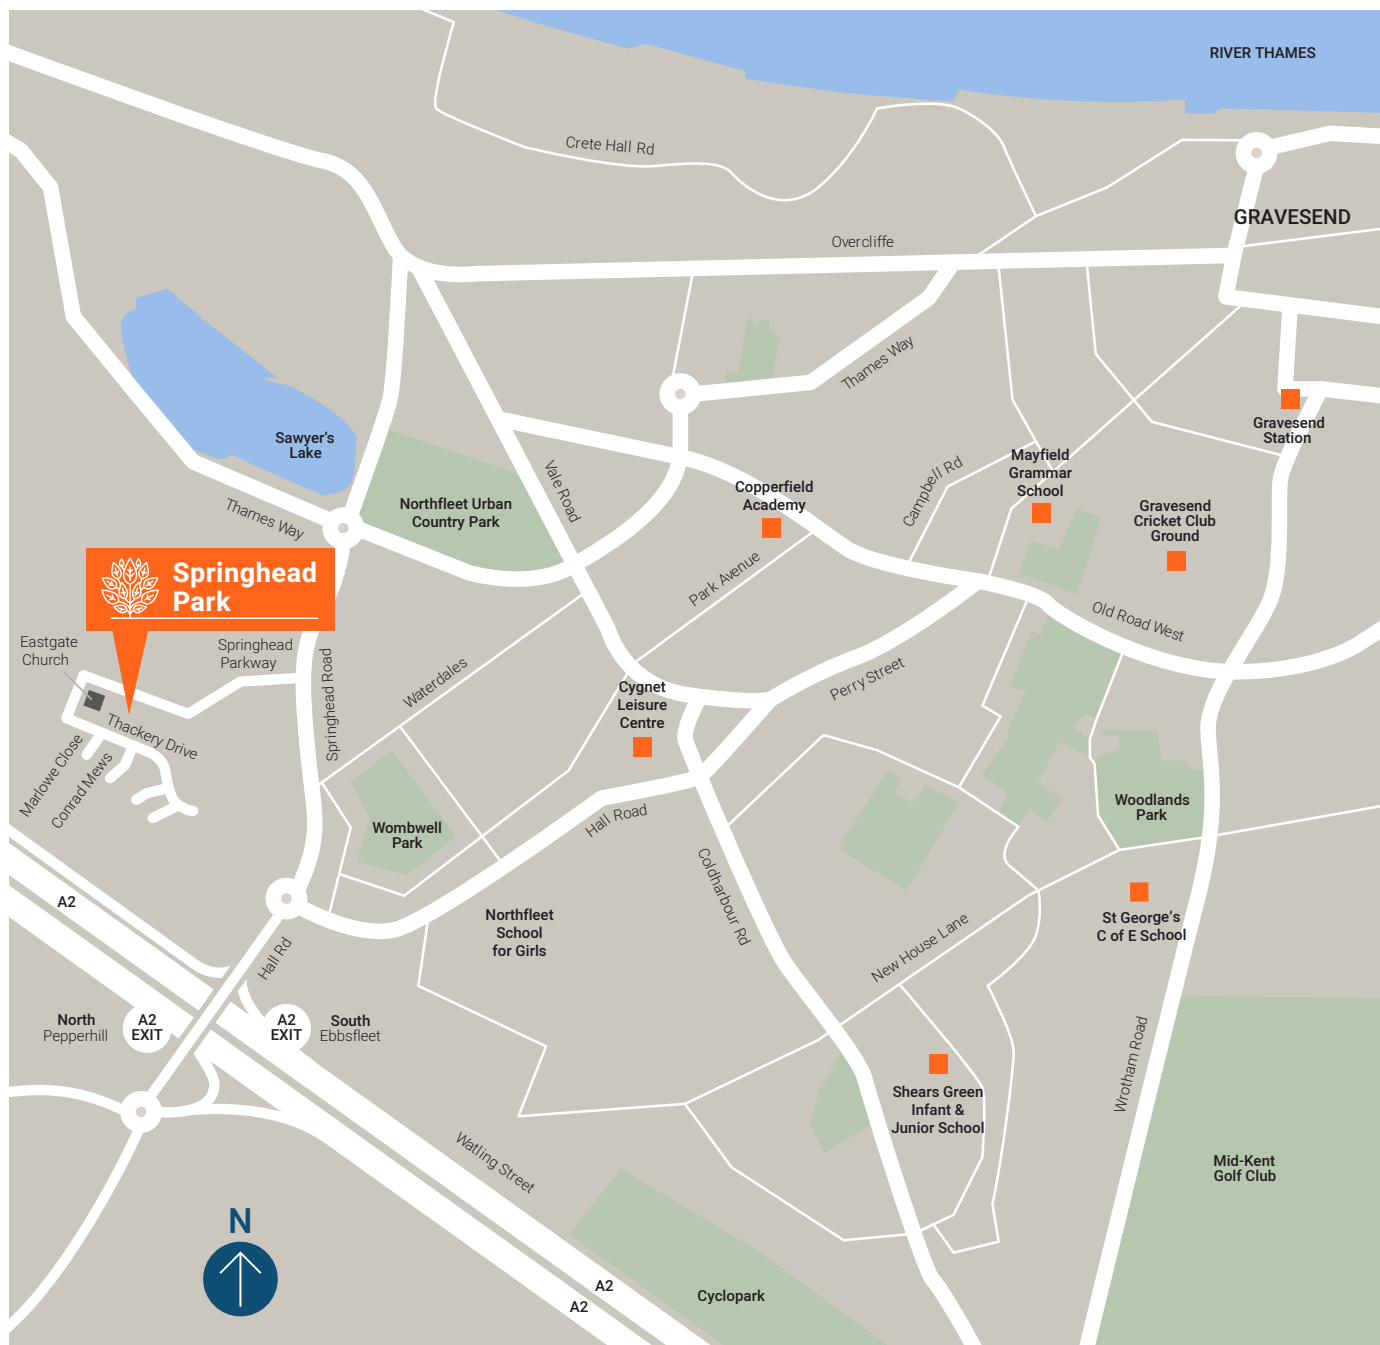 RIVER THAMES
Crete Hall Rd
GRAVESEND
Overcliffe
Thames Way
Gravesend
Station
Sawyer's
Lake
Vale Road
Mayfield
Grammar
School
Campbell Rd
Copperfield
Academy
Northfleet Urban
Country Park
Gravesend
Cricket Club
Ground
Thames Way
Springhead
Park
Park Avenue
Old Road West
Eastgate
Church
Springhead
Parkway
Springhead Road
Waterdales
Perry Street
Cygnet
Leisure
Centre
Thackery Drive
Marlowe Close
Conrad Mews
Woodlands
Park
Wombwell
Park
Hall Road
Coldharbour Rd
A2
Northfleet
School
for Girls
St George's
C of E School
New House Lane
Hall Rd
North
Pepperhill
A2
EXIT
A2
EXIT
South
Ebbsfleet
Wrotham Road
Shears Green
Infant &
Junior School
Watling Street
Mid-Kent
Golf Club
N
A2
A2
Cyclopark